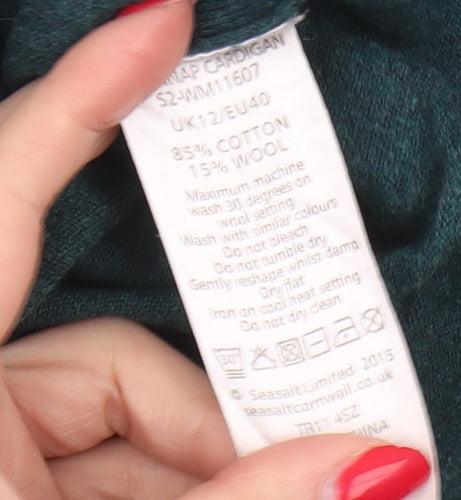 CARDIGAN
S2-WM11607
UK12/EU40
85% COTTON
15% WOOL
Maximum machine
wash 30 degrees on
wool setting
Wash with similar colours
Do not bleach
Do not tumble dry
Gently reshape whilst damp
Dry flat
Iron on cool heat setting
Do not dry clean
30°
© Seasalt Limited 2015
seasaltcornwall.co.uk
TR11 4SZ